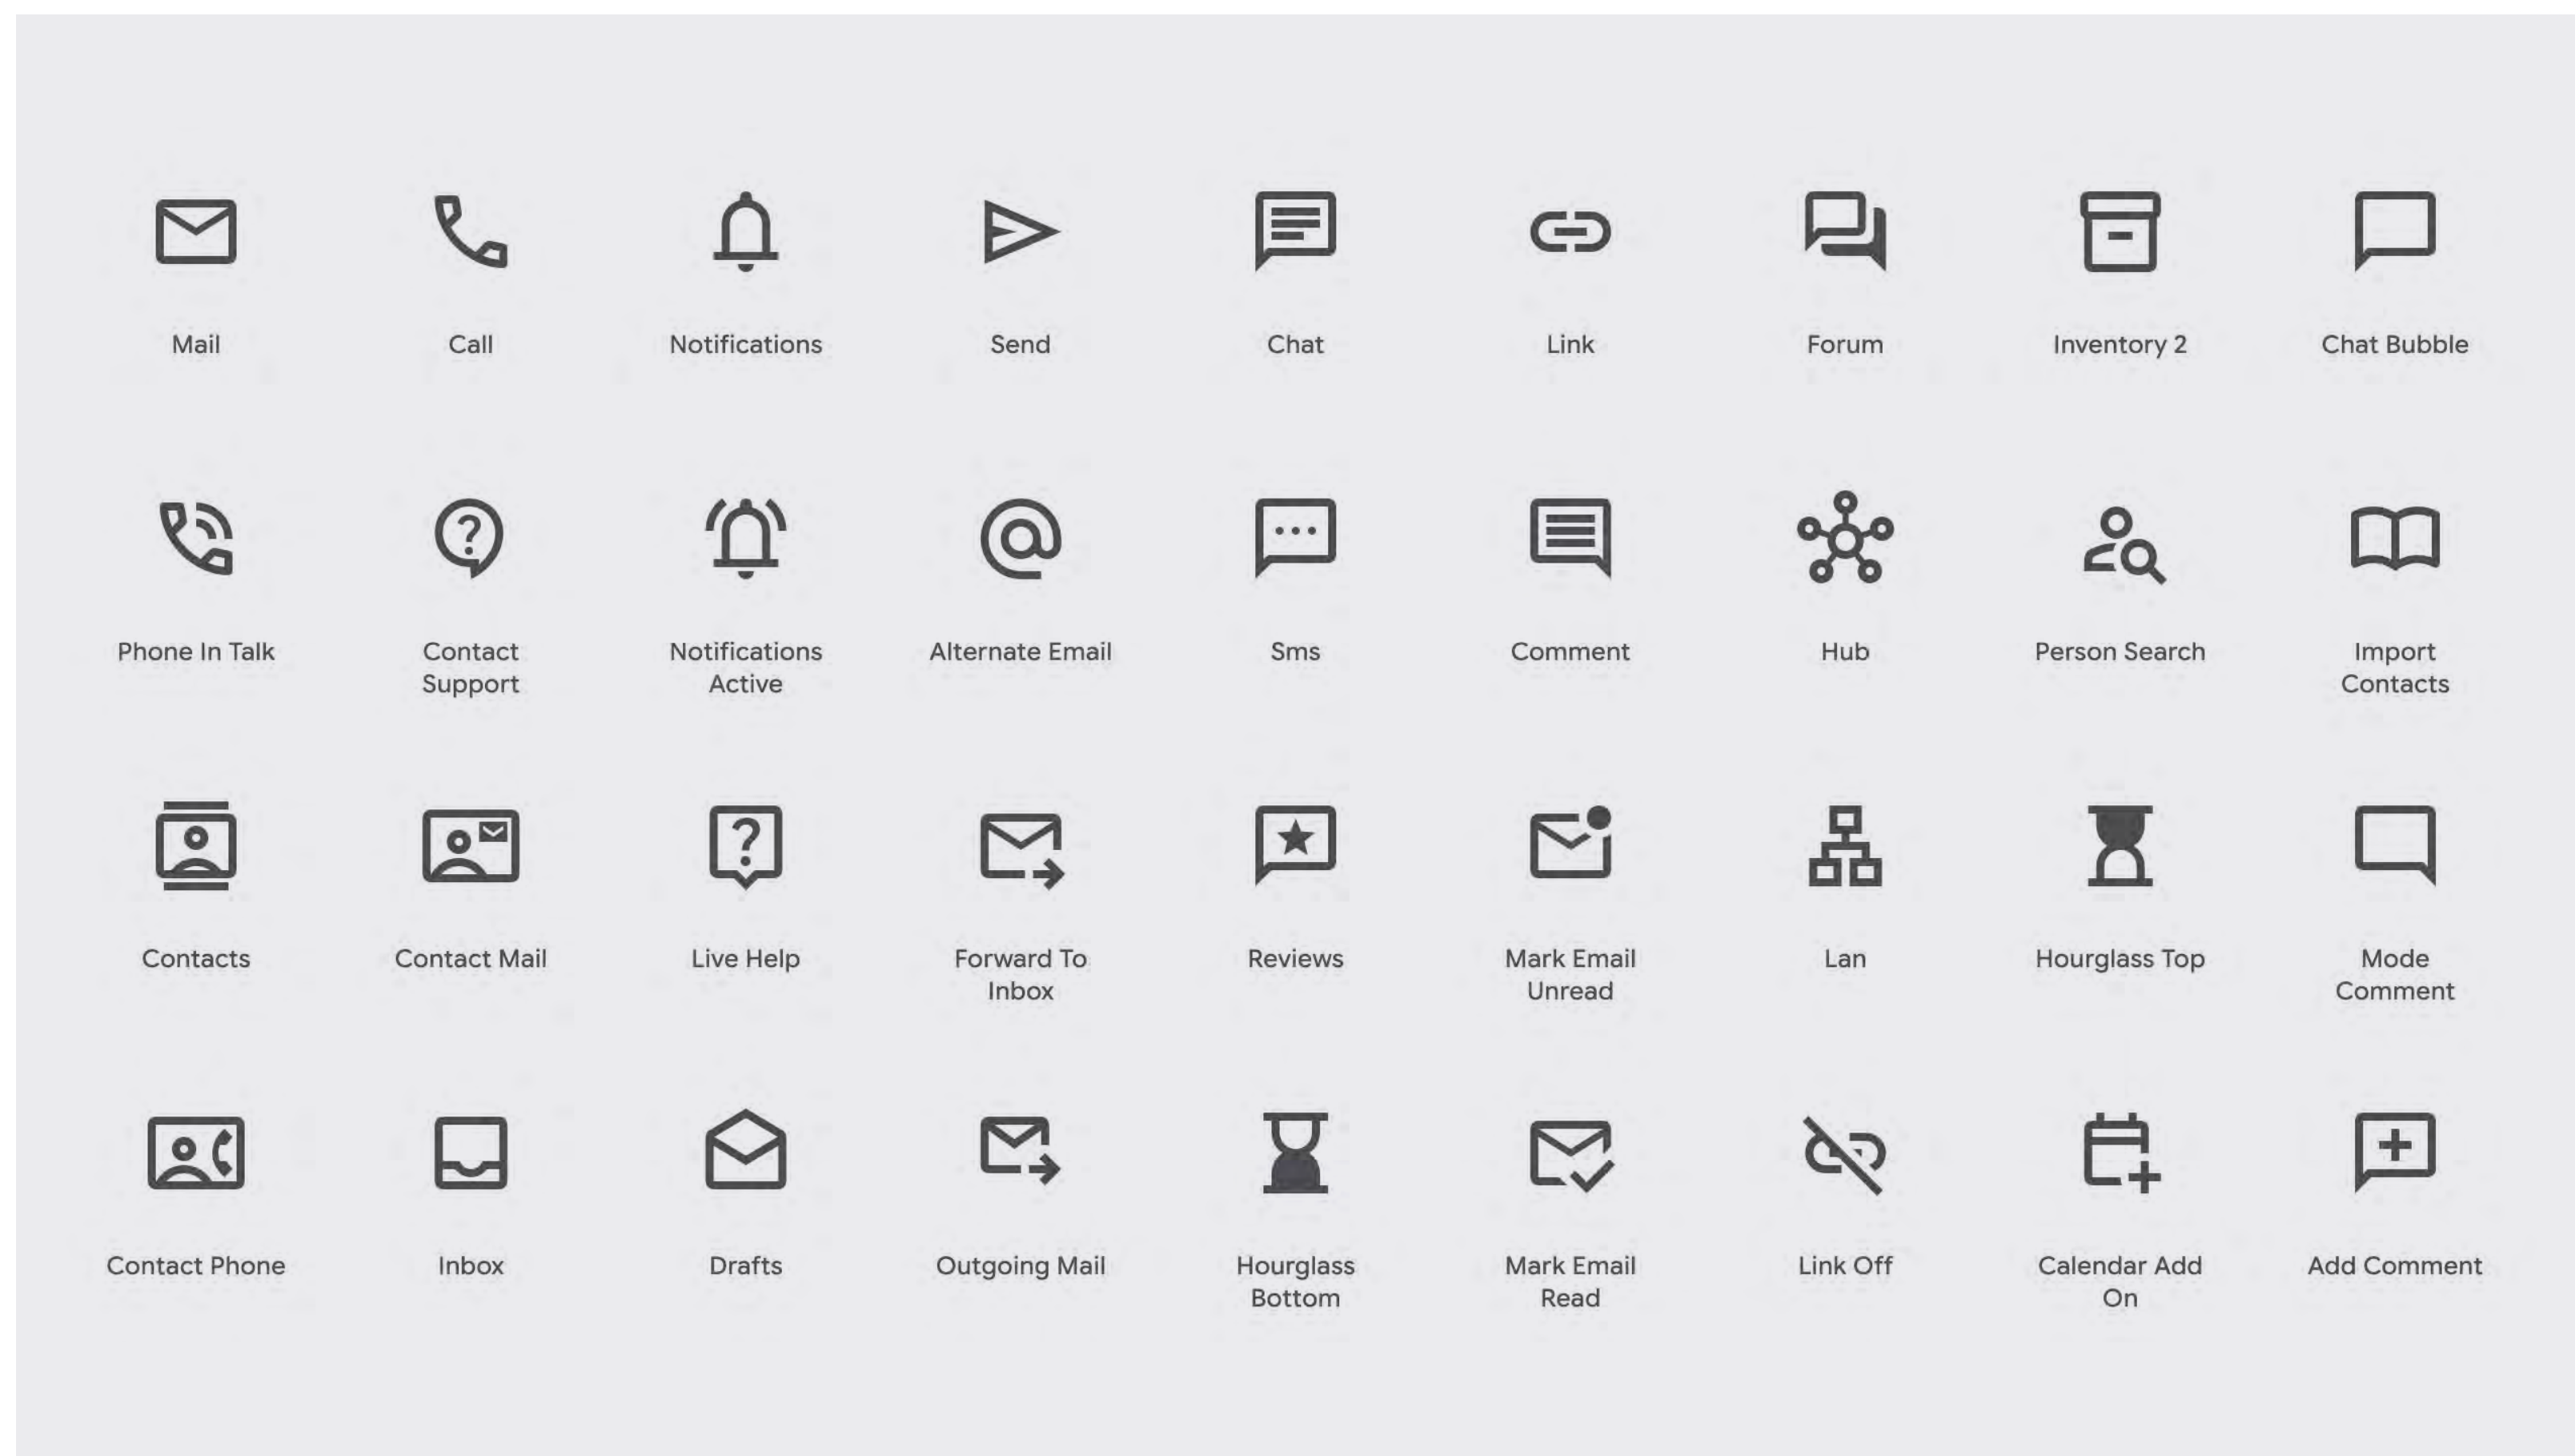 Mail
Call
Notifications
Send
Chat
Link
Forum
Inventory 2
Chat Bubble
Phone In Talk
Contact
Support
Notifications
Active
Alternate Email
Sms
Comment
Hub
Person Search
Import
Contacts
Contacts
Contact Mail
Live Help
Forward To
Inbox
Reviews
Mark Email
Unread
Lan
Hourglass Top
Mode
Comment
Contact Phone
Inbox
Drafts
Outgoing Mail
Hourglass
Bottom
Mark Email
Read
Link Off
Calendar Add
On
Add Comment